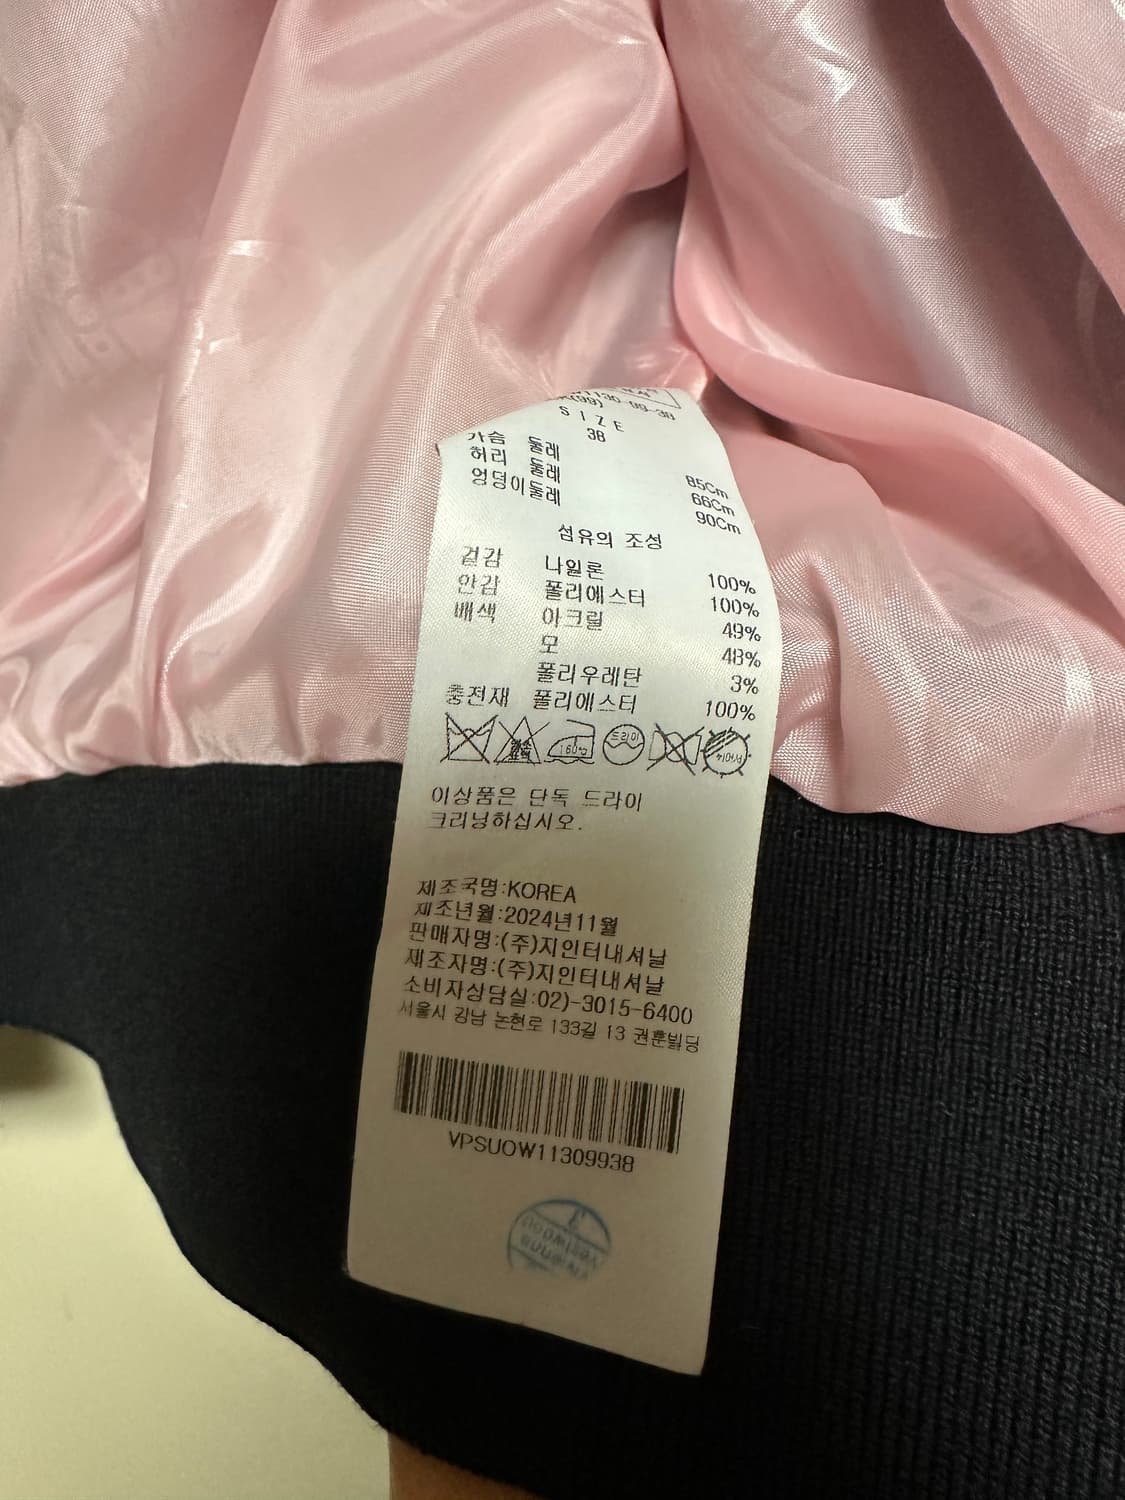 SIZE
38
가슴 둘레 85Cm
허리 둘레 66Cm
엉덩이둘레 90Cm
섬유의 조성
겉감 나일론 100%
안감 폴리에스터 100%
배색 아크릴 49%
모 48%
폴리우레탄 3%
충전재 폴리에스터 100%
160℃ 드라이
이상품은 단독 드라이
크리닝하십시오.
제조국명:KOREA
제조년월:2024년11월
판매자명:(주)지인터내셔날
제조자명:(주)지인터내셔날
소비자상담실:02)-3015-6400
서울시 강남 논현로 133길 13 권훈빌딩
VPSUOW11309938